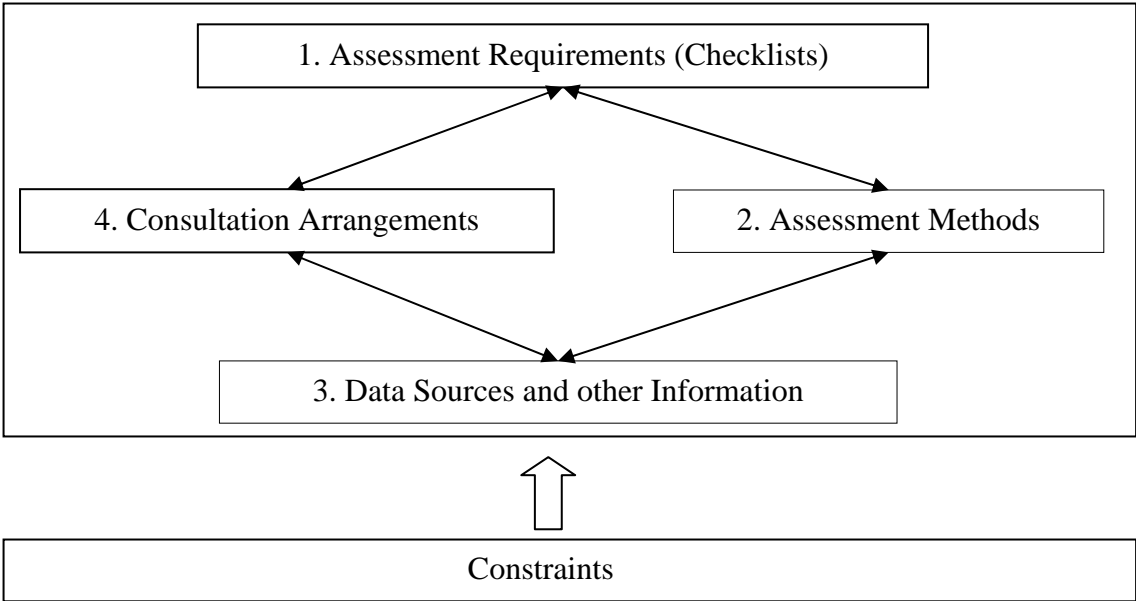 1. Assessment Requirements (Checklists)
4. Consultation Arrangements
2. Assessment Methods
3. Data Sources and other Information
Constraints